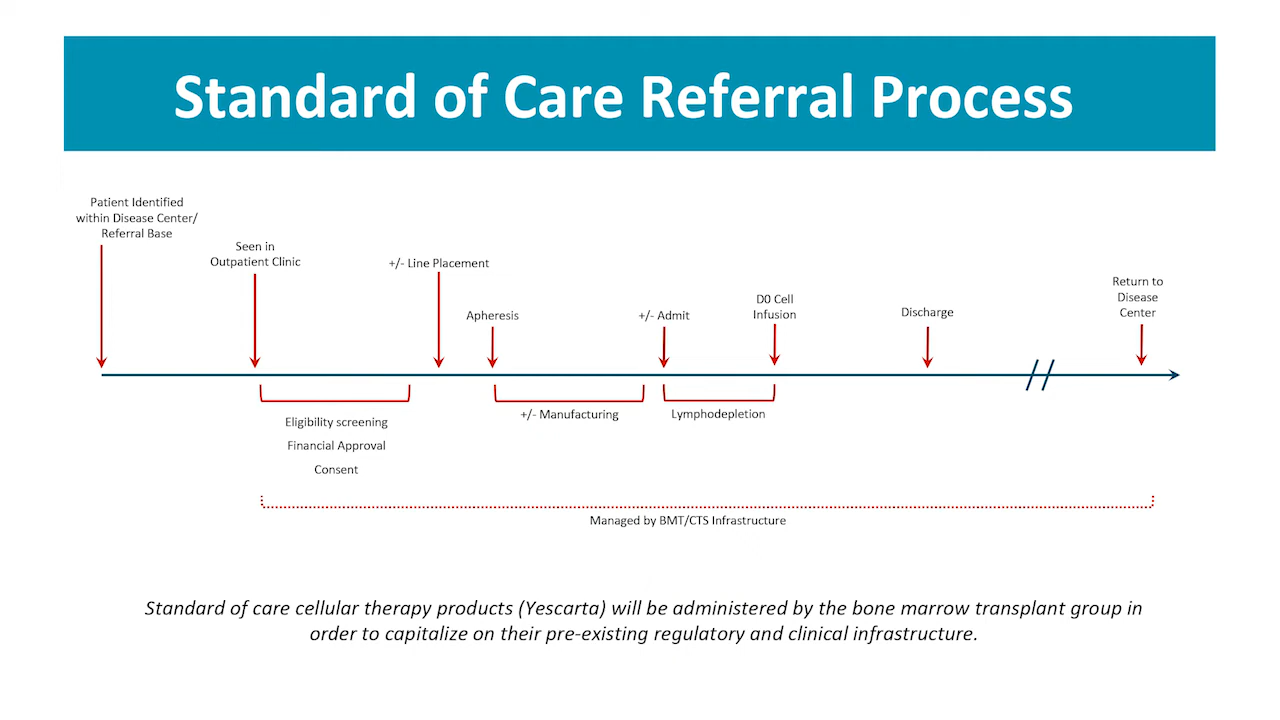 Standard of Care Referral Process
Patient Identified
within Disease Center/
Referral Base
Seen in
Outpatient Clinic
+/- Line Placement
Apheresis
+/- Admit
D0 Cell
Infusion
Discharge
Return to
Disease
Center
Eligibility screening
Financial Approval
Consent
+/- Manufacturing
Lymphodepletion
Managed by BMT/CTS Infrastructure
Standard of care cellular therapy products (Yescarta) will be administered by the bone marrow transplant group in
order to capitalize on their pre-existing regulatory and clinical infrastructure.